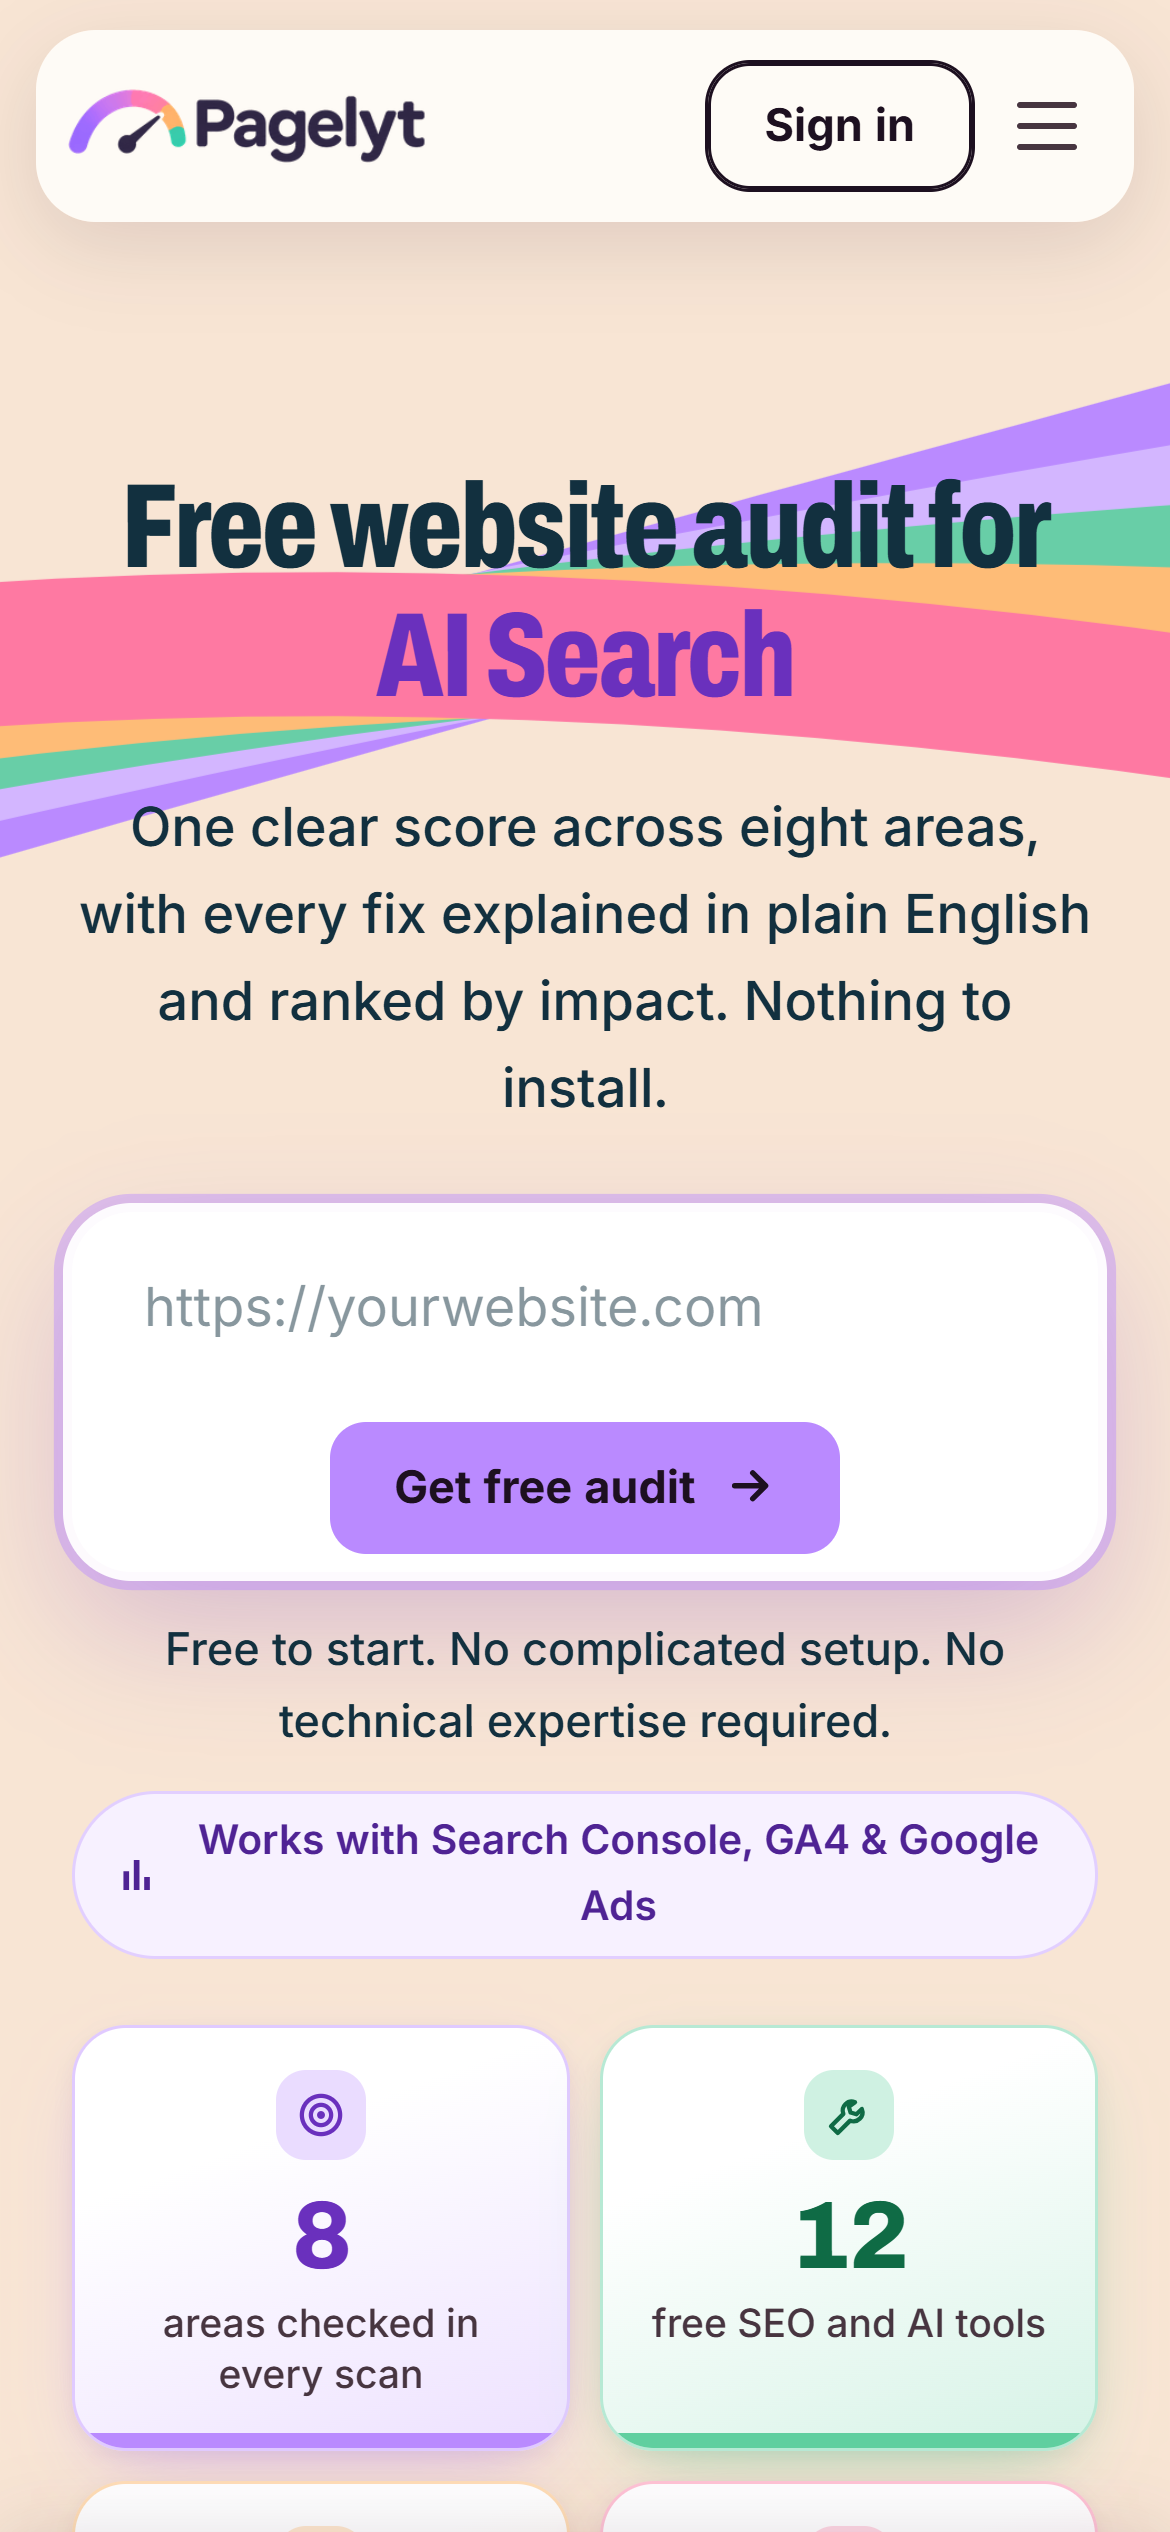 Pagelyt
Sign in
Free website audit for
AI Search
One clear score across eight areas,
with every fix explained in plain English
and ranked by impact. Nothing to
install.
https://yourwebsite.com
Get free audit →
Free to start. No complicated setup. No
technical expertise required.
Works with Search Console, GA4 & Google
Ads
8
areas checked in
every scan
12
free SEO and AI tools